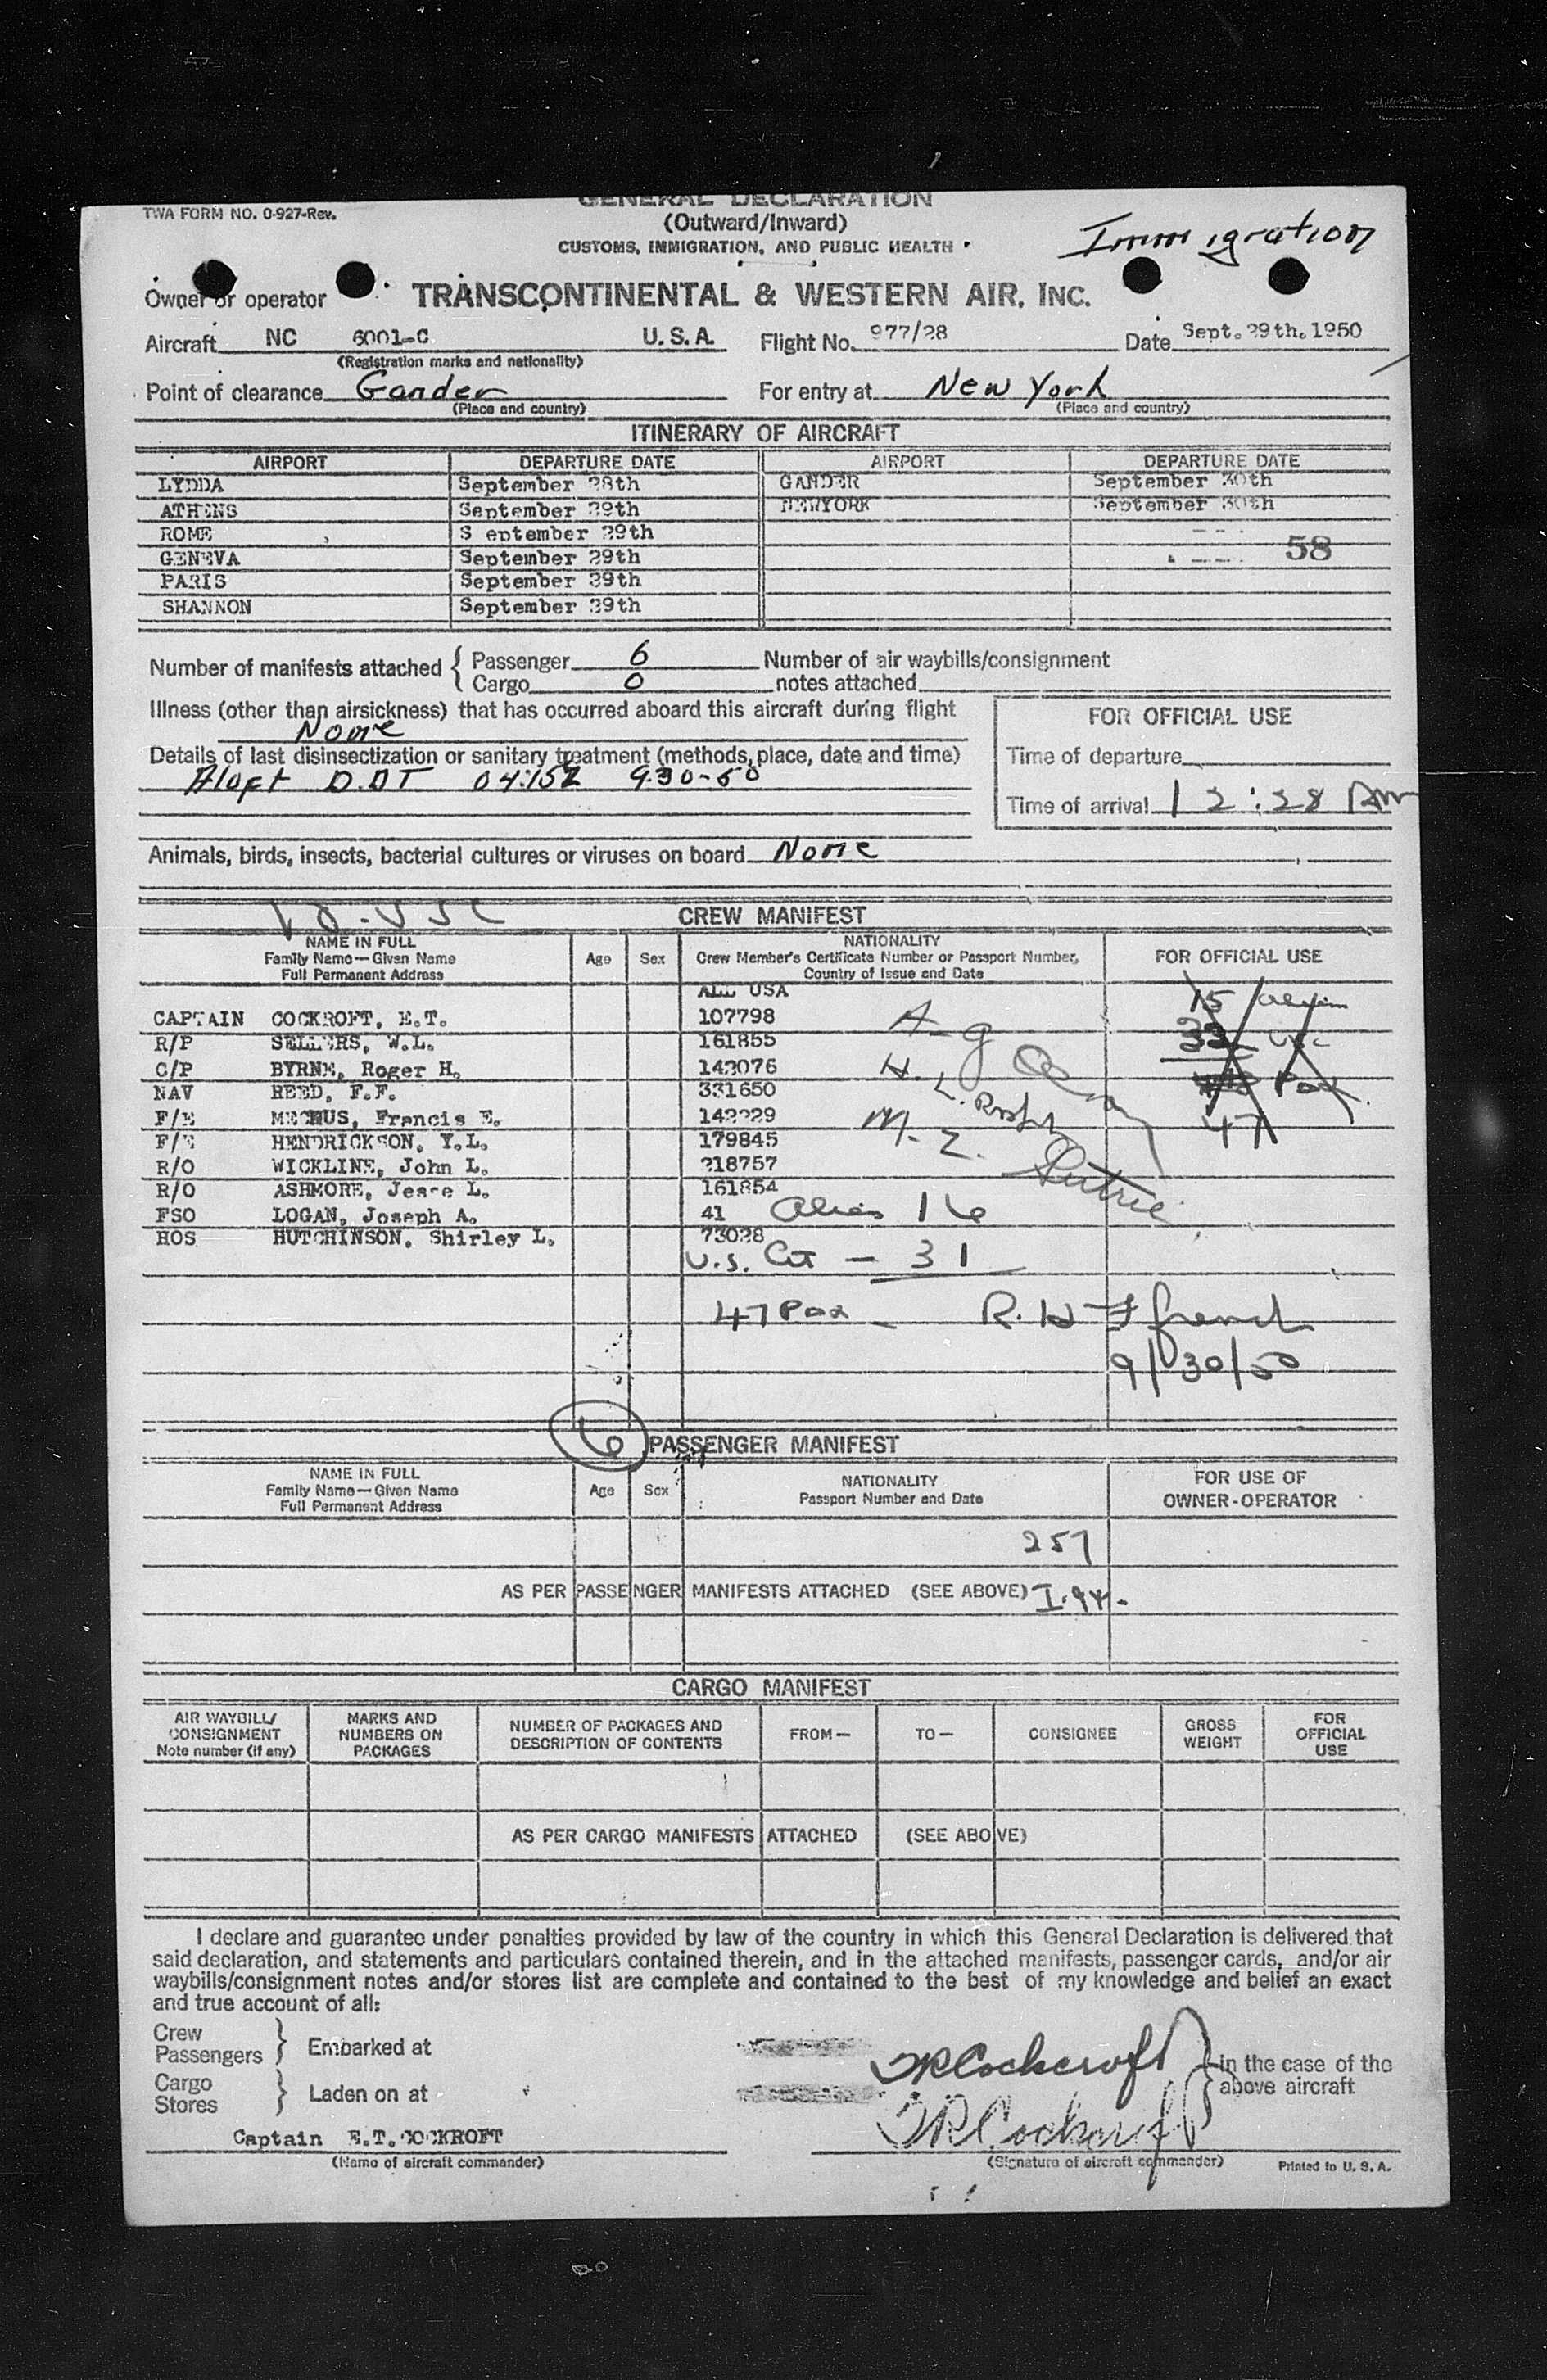 TWA FORM NO. 0-927-Rev.
GENERAL DECLARATION
(Outward/Inward)
CUSTOMS, IMMIGRATION, AND PUBLIC HEALTH
Immigration
Owner or operator TRANSCONTINENTAL & WESTERN AIR, INC.
Aircraft NC 6001-C U.S.A. Flight No. 977/28 Date Sept. 29th. 1950
(Registration marks and nationality)
Point of clearance Gander For entry at New York
(Place and country) (Place and country)
ITINERARY OF AIRCRAFT
AIRPORT DEPARTURE DATE AIRPORT DEPARTURE DATE
LYDDA September 28th GANDER September 30th
ATHENS September 29th NEWYORK September 30th
ROME S eptember 29th
GENEVA September 29th 58
PARIS September 29th
SHANNON September 29th
Number of manifests attached { Passenger 6 Number of air waybills/consignment
Cargo 0 notes attached
Illness (other than airsickness) that has occurred aboard this aircraft during flight
None
FOR OFFICIAL USE
Details of last disinsectization or sanitary treatment (methods, place, date and time)
Aloft D.DT 04:15Z 9-30-50
Time of departure
Time of arrival 12:28 Am
Animals, birds, insects, bacterial cultures or viruses on board None
CREW MANIFEST
NAME IN FULL
Family Name—Given Name
Full Permanent Address
Age Sex
NATIONALITY
Crew Member's Certificate Number or Passport Number,
Country of Issue and Date
FOR OFFICIAL USE
ALL USA 15
CAPTAIN COCKROFT, E.T. 107798
R/P SELLERS, W.L. 161855
C/P BYRNE, Roger H. 142076
NAV REED, F.F. 331650
F/E Francis E. 142229 47
F/E HENDRICKSON, Y.L. 179845
R/O WICKLINE, John L. 218757
R/O ASHMORE, Jesse L. 161854
FSO LOGAN, Joseph A. 41 Aliens 16
HOS HUTCHINSON, Shirley L. 73028
U.S. Cit — 31
47 Pax — R. H. French
9/30/50
6 PASSENGER MANIFEST
NAME IN FULL
Family Name—Given Name
Full Permanent Address
Age Sex
NATIONALITY
Passport Number and Date
FOR USE OF
OWNER-OPERATOR
257
AS PER PASSENGER MANIFESTS ATTACHED (SEE ABOVE) I-94-
CARGO MANIFEST
AIR WAYBILL/
CONSIGNMENT
Note number (if any)
MARKS AND
NUMBERS ON
PACKAGES
NUMBER OF PACKAGES AND
DESCRIPTION OF CONTENTS
FROM— TO— CONSIGNEE
GROSS
WEIGHT
FOR
OFFICIAL
USE
AS PER CARGO MANIFESTS ATTACHED (SEE ABOVE)
I declare and guarantee under penalties provided by law of the country in which this General Declaration is delivered that
said declaration, and statements and particulars contained therein, and in the attached manifests, passenger cards, and/or air
waybills/consignment notes and/or stores list are complete and contained to the best of my knowledge and belief an exact
and true account of all:
Crew
Passengers } Embarked at
Cargo
Stores } Laden on at
} in the case of the
above aircraft
Captain E.T. COCKROFT
(Name of aircraft commander) (Signature of aircraft commander) Printed in U. S. A.